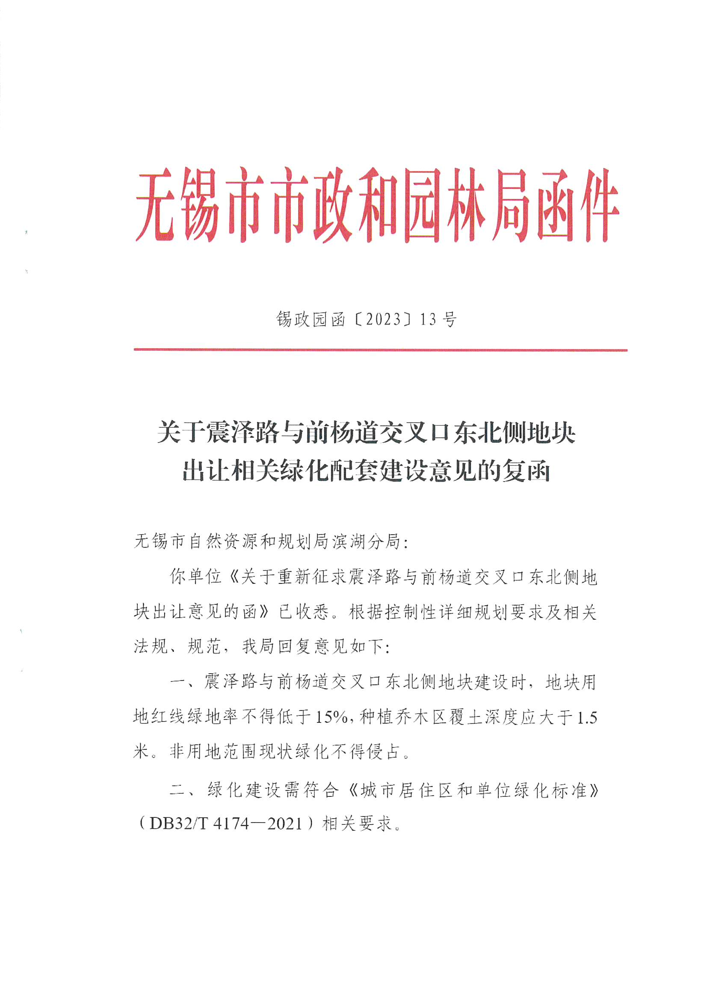 无锡市市政和园林局函件
锡政园函〔2023〕13号
关于震泽路与前杨道交叉口东北侧地块
出让相关绿化配套建设意见的复函
无锡市自然资源和规划局滨湖分局：
你单位《关于重新征求震泽路与前杨道交叉口东北侧地
块出让意见的函》已收悉。根据控制性详细规划要求及相关
法规、规范，我局回复意见如下：
一、震泽路与前杨道交叉口东北侧地块建设时，地块用
地红线绿地率不得低于15%，种植乔木区覆土深度应大于1.5
米。非用地范围现状绿化不得侵占。
二、绿化建设需符合《城市居住区和单位绿化标准》
（DB32/T 4174—2021）相关要求。